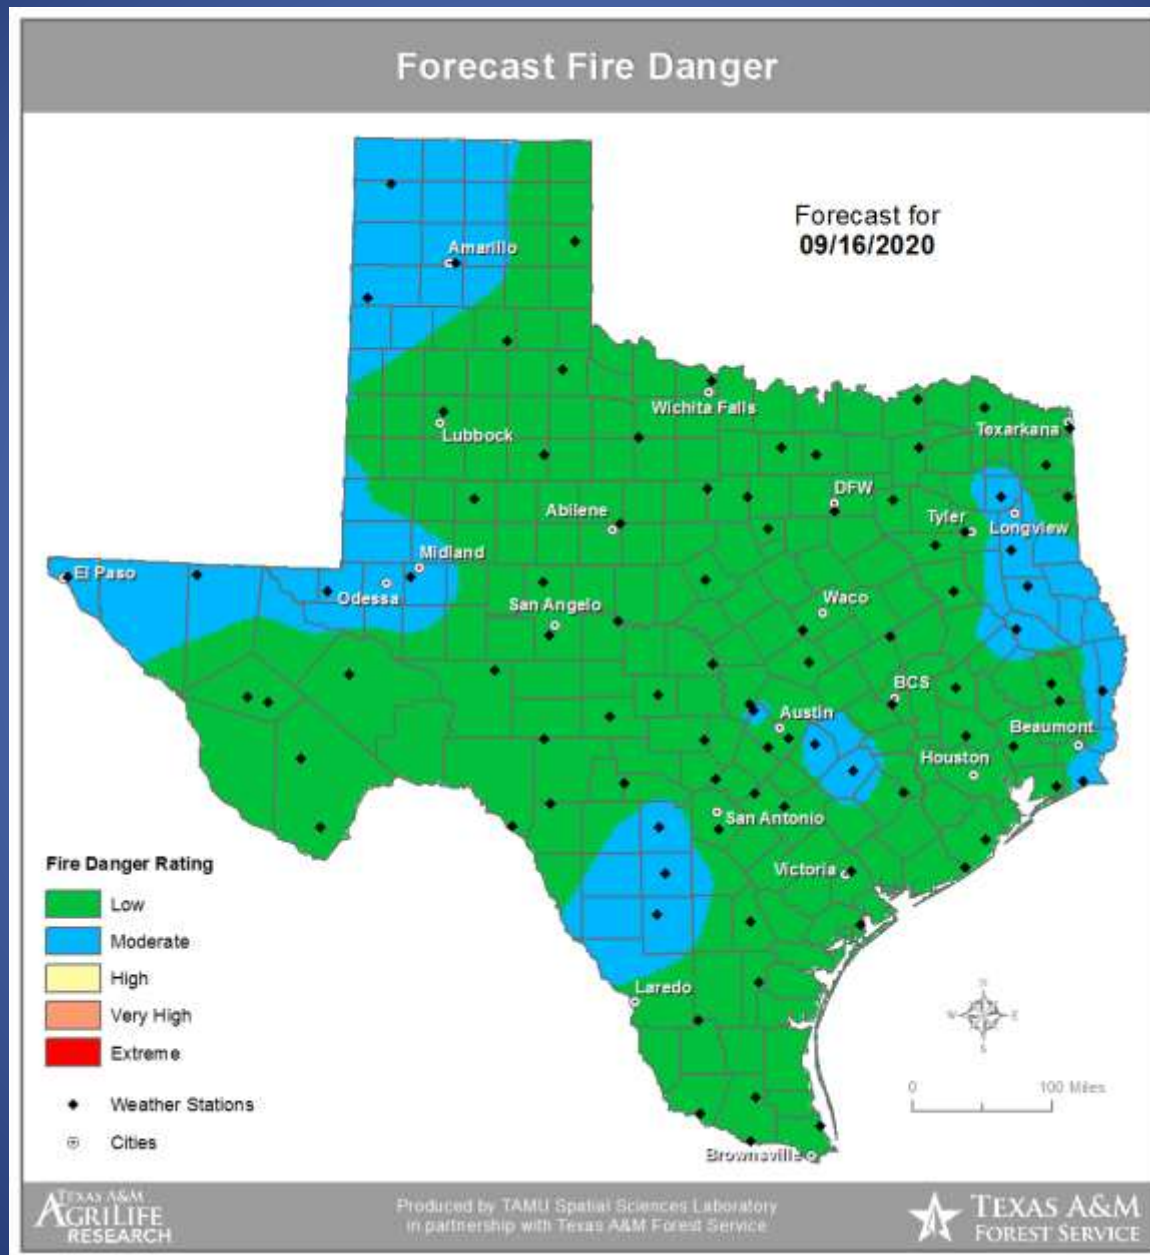 Forecast Fire Danger
Forecast for
09/16/2020
Amarillo
Wichita Falls
Lubbock
Texarkana
DFW
Abilene
Tyler
Longview
Midland
El Paso
Odessa
San Angelo
Waco
BCS
Austin
Beaumont
Houston
San Antonio
Victoria
Laredo
Brownsville
Fire Danger Rating
Low
Moderate
High
Very High
Extreme
Weather Stations
Cities
N
W E
S
0 100 Miles
TEXAS A&M
AGRILIFE
RESEARCH
Produced by TAMU Spatial Sciences Laboratory
in partnership with Texas A&M Forest Service
TEXAS A&M
FOREST SERVICE